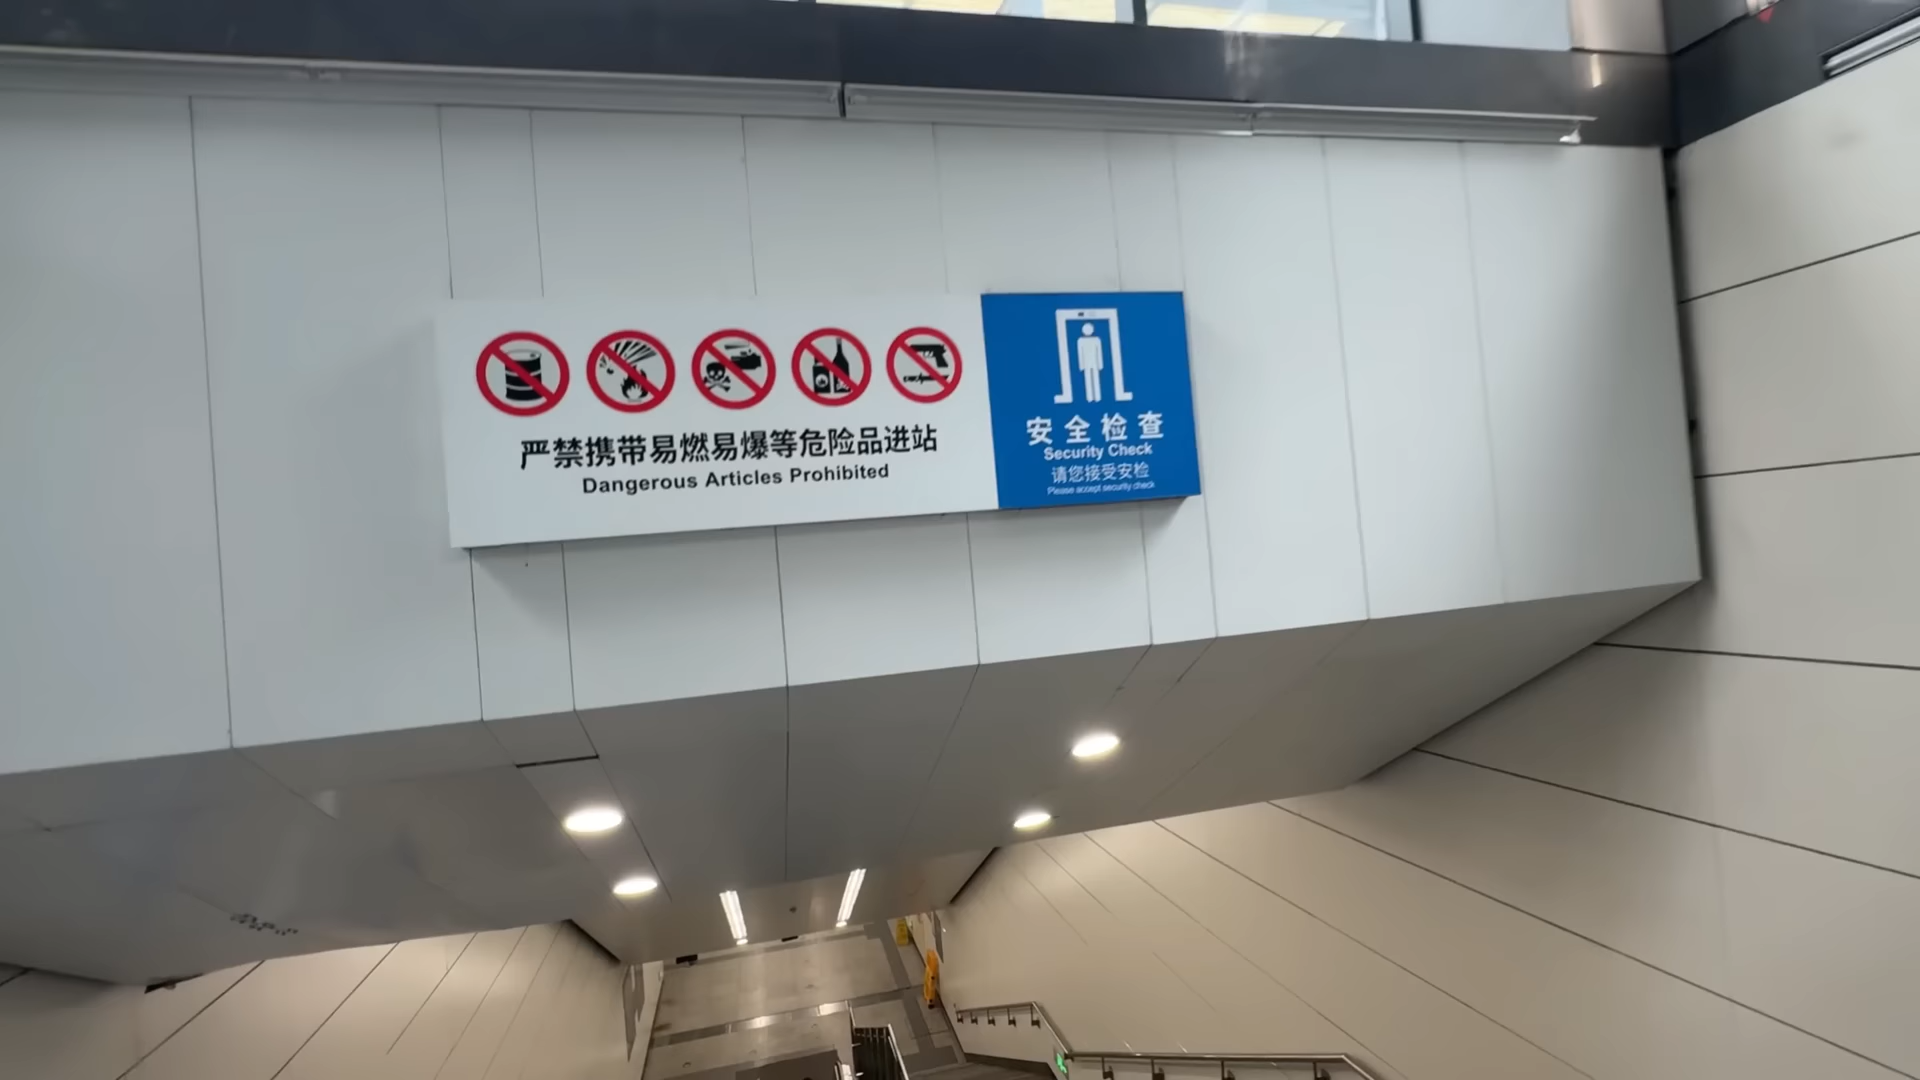 严禁携带易燃易爆等危险品进站
Dangerous Articles Prohibited
安全检查
Security Check
请您接受安检
Please accept security check